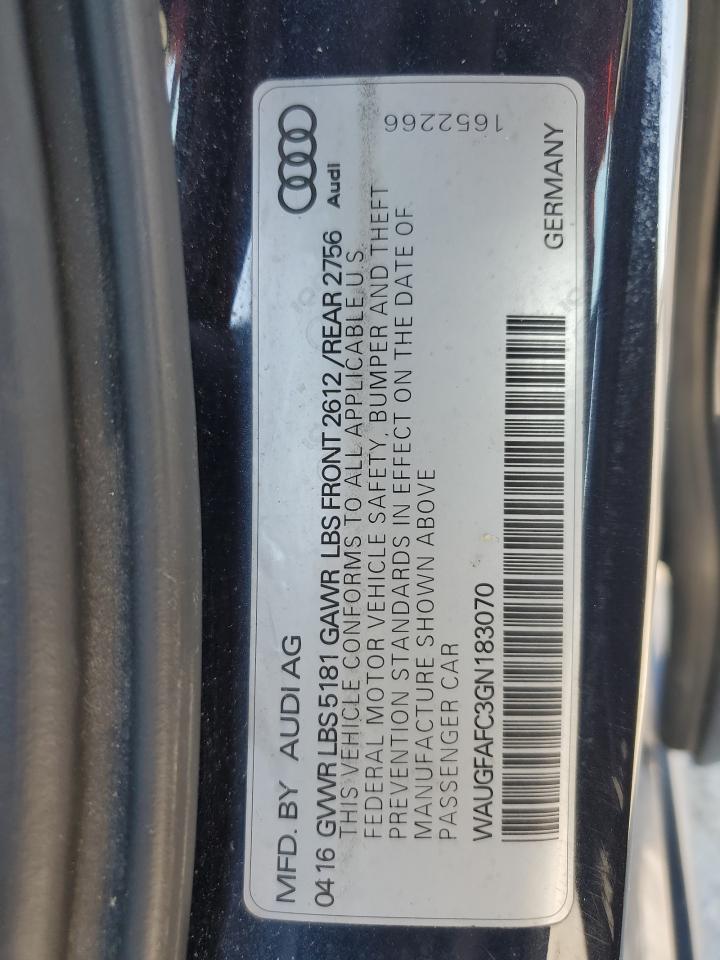 MFD. BY AUDI AG
04 16 GVWR LBS 5181 GAWR LBS FRONT 2612 /REAR 2756
THIS VEHICLE CONFORMS TO ALL APPLICABLE U.S.
FEDERAL MOTOR VEHICLE SAFETY, BUMPER AND THEFT
PREVENTION STANDARDS IN EFFECT ON THE DATE OF
MANUFACTURE SHOWN ABOVE
PASSENGER CAR
WAUGFAFC3GN183070
Audi
1652266
GERMANY